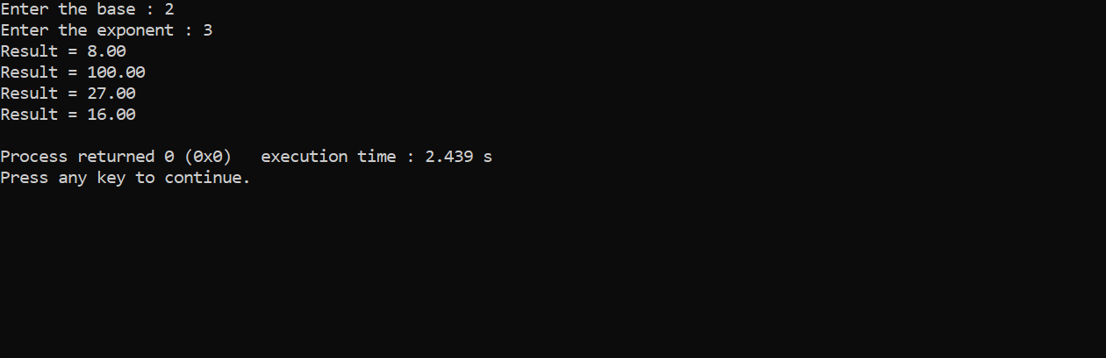 Enter the base : 2
Enter the exponent : 3
Result = 8.00
Result = 100.00
Result = 27.00
Result = 16.00
Process returned 0 (0x0)   execution time : 2.439 s
Press any key to continue.